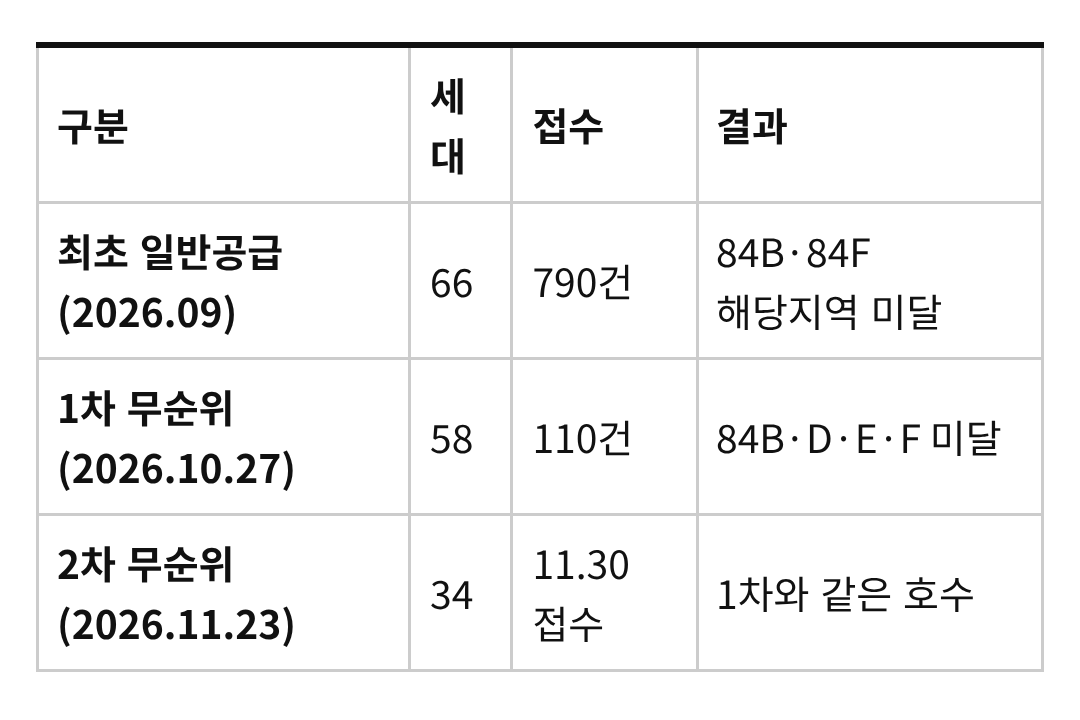 구분
세
대
접수
결과
최초 일반공급
(2026.09)
66
790건
84B·84F
해당지역 미달
1차 무순위
(2026.10.27)
58
110건
84B·D·E·F 미달
2차 무순위
(2026.11.23)
34
11.30
접수
1차와 같은 호수